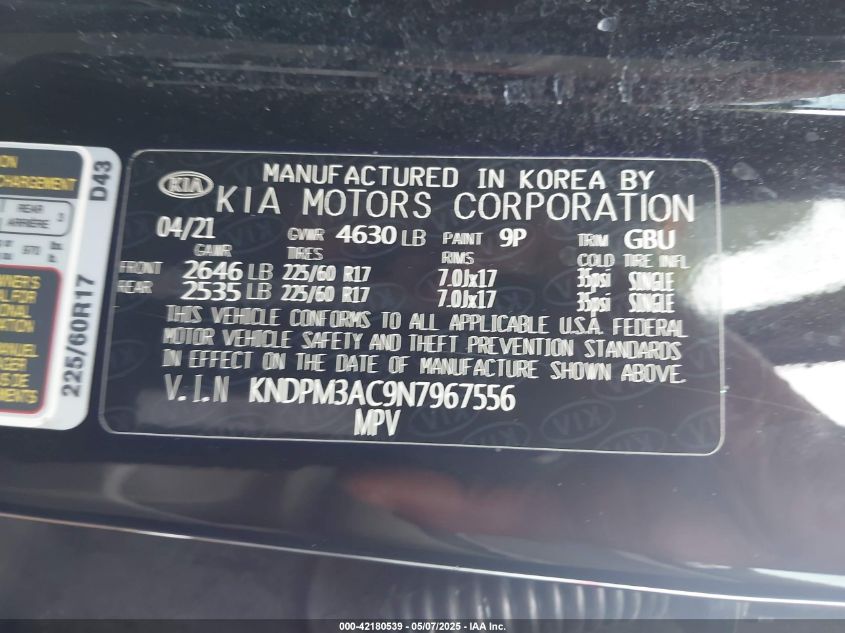 ON
CHARGEMENT
REAR
ARRIÈRE
D43
225/60R17
KIA
MANUFACTURED IN KOREA BY
KIA MOTORS CORPORATION
04/21 GVWR 4630 LB PAINT 9P TRIM GBU
GAWR TIRES RIMS COLD TIRE INFL
FRONT 2646 LB 225/60 R17 7.0Jx17 35psi SINGLE
REAR 2535 LB 225/60 R17 7.0Jx17 35psi SINGLE
THIS VEHICLE CONFORMS TO ALL APPLICABLE U.S.A. FEDERAL
MOTOR VEHICLE SAFETY AND THEFT PREVENTION STANDARDS
IN EFFECT ON THE DATE OF MANUFACTURE SHOWN ABOVE.
V.I.N KNDPM3AC9N7967556
MPV
000-42180539 - 05/07/2025 - IAA Inc.